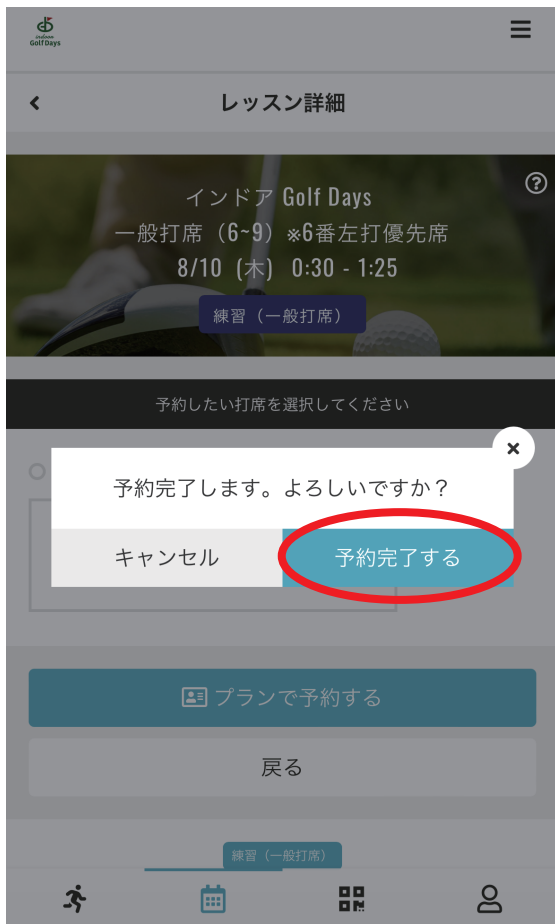 indoor
Golf Days
レッスン詳細
インドア Golf Days
一般打席（6~9）※6番左打優先席
8/10（木）0:30 - 1:25
練習（一般打席）
予約したい打席を選択してください
予約完了します。よろしいですか？
キャンセル
予約完了する
プランで予約する
戻る
練習（一般打席）